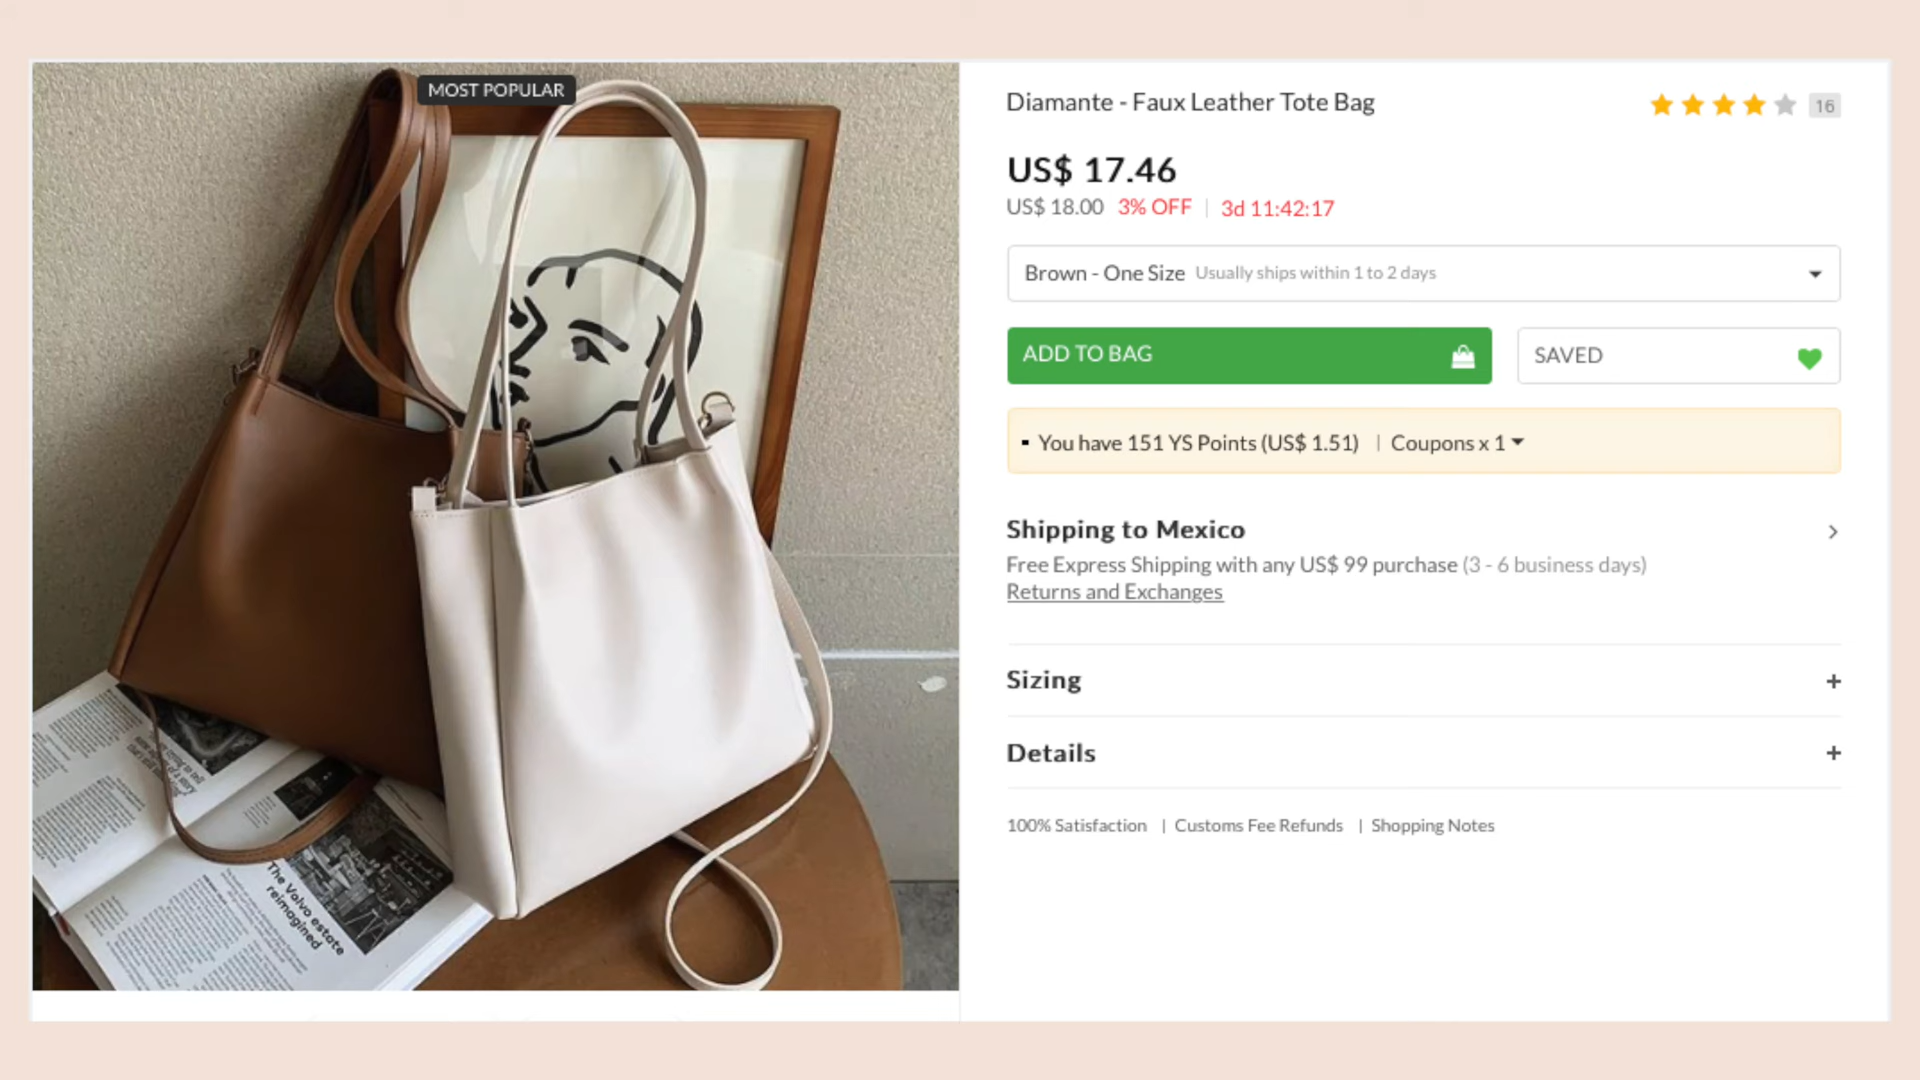 MOST POPULAR
The Volvo estate
reimagined
Diamante - Faux Leather Tote Bag
16
US$ 17.46
US$ 18.00 3% OFF | 3d 11:42:17
Brown - One Size Usually ships within 1 to 2 days
ADD TO BAG
SAVED
▪ You have 151 YS Points (US$ 1.51) | Coupons x 1
Shipping to Mexico
Free Express Shipping with any US$ 99 purchase (3 - 6 business days)
Returns and Exchanges
Sizing
Details
100% Satisfaction | Customs Fee Refunds | Shopping Notes